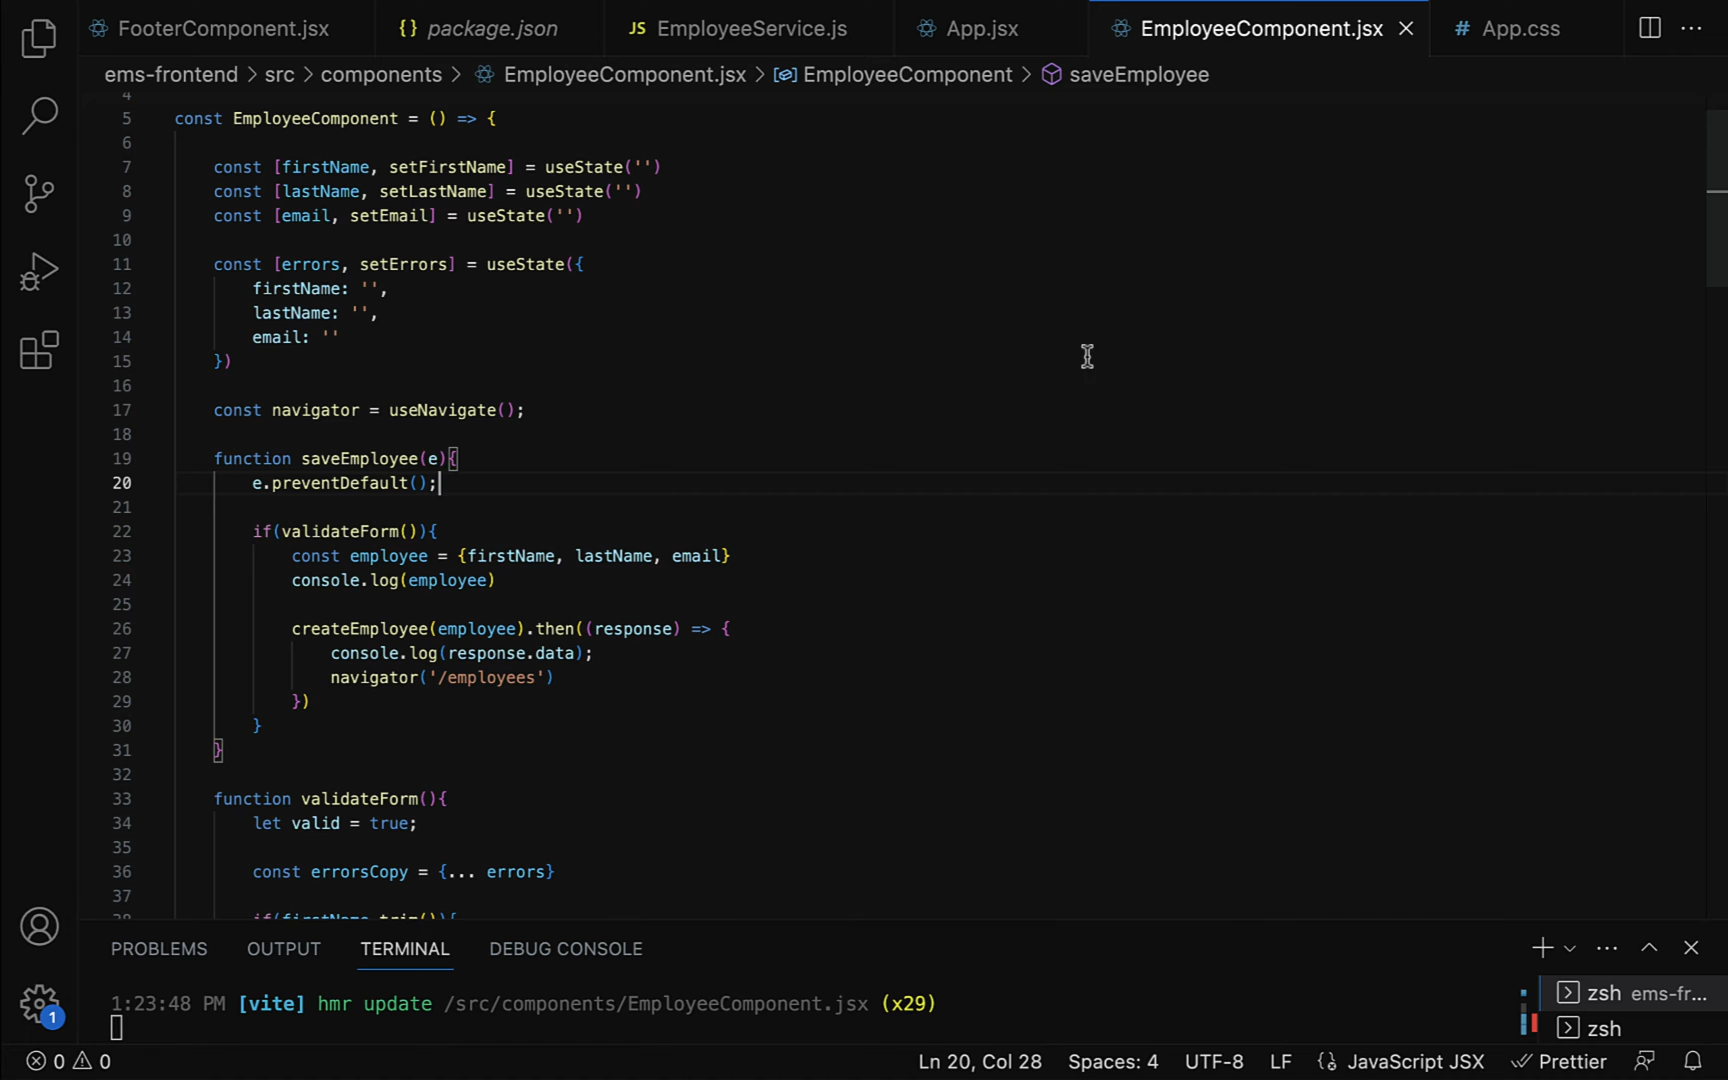 FooterComponent.jsx {} package.json JS EmployeeService.js App.jsx EmployeeComponent.jsx # App.css ...
ems-frontend > src > components > EmployeeComponent.jsx > EmployeeComponent > saveEmployee
4
5 const EmployeeComponent = () => {
6
7 const [firstName, setFirstName] = useState('')
8 const [lastName, setLastName] = useState('')
9 const [email, setEmail] = useState('')
10
11 const [errors, setErrors] = useState({
12 firstName: '',
13 lastName: '',
14 email: ''
15 })
16
17 const navigator = useNavigate();
18
19 function saveEmployee(e){
20 e.preventDefault();
21
22 if(validateForm()){
23 const employee = {firstName, lastName, email}
24 console.log(employee)
25
26 createEmployee(employee).then((response) => {
27 console.log(response.data);
28 navigator('/employees')
29 })
30 }
31 }
32
33 function validateForm(){
34 let valid = true;
35
36 const errorsCopy = {... errors}
37
38 if(firstName.trim()){
PROBLEMS OUTPUT TERMINAL DEBUG CONSOLE ...
1:23:48 PM [vite] hmr update /src/components/EmployeeComponent.jsx (x29)
zsh ems-fr...
zsh
1
0 0 Ln 20, Col 28 Spaces: 4 UTF-8 LF {} JavaScript JSX Prettier